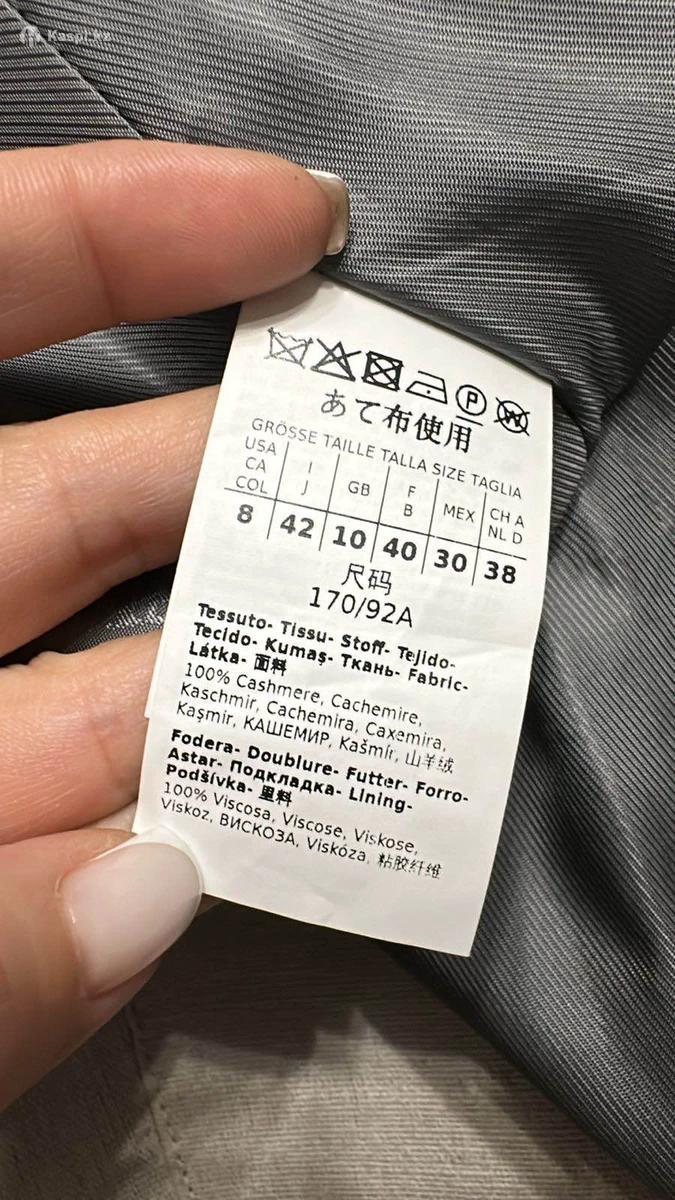 Kaspi.kz
P W
あて布使用
GRÖSSE TAILLE TALLA SIZE TAGLIA
USA CA COL I J GB F B MEX CH A NL D
8 42 10 40 30 38
尺码
170/92A
Tessuto- Tissu- Stoff- Tejido-
Tecido- Kumaş- Ткань- Fabric-
Látka- 面料
100% Cashmere, Cachemire,
Kaschmir, Cachemira, Caxemira,
Kaşmir, КАШЕМИР, Kašmír, 山羊绒
Fodera- Doublure- Futter- Forro-
Astar- Подкладка- Lining-
Podšívka- 里料
100% Viscosa, Viscose, Viskose,
Viskoz, ВИСКОЗА, Viskóza, 粘胶纤维